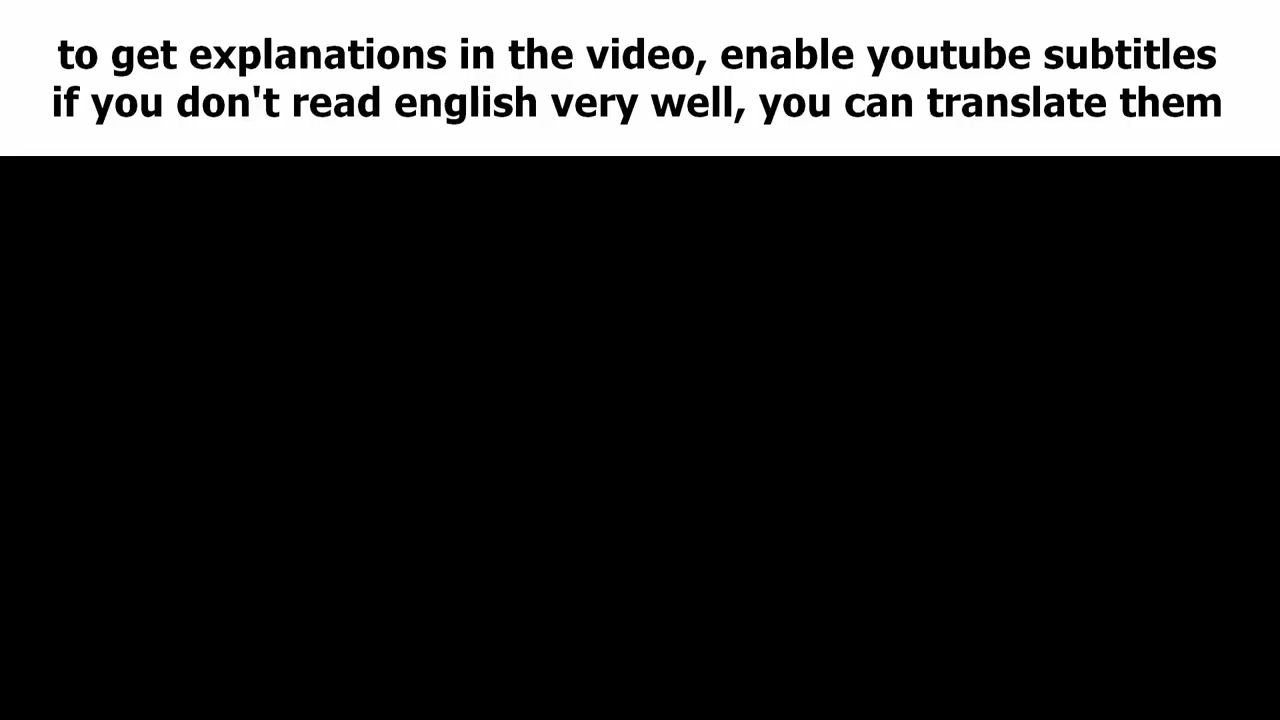 to get explanations in the video, enable youtube subtitles
if you don't read english very well, you can translate them